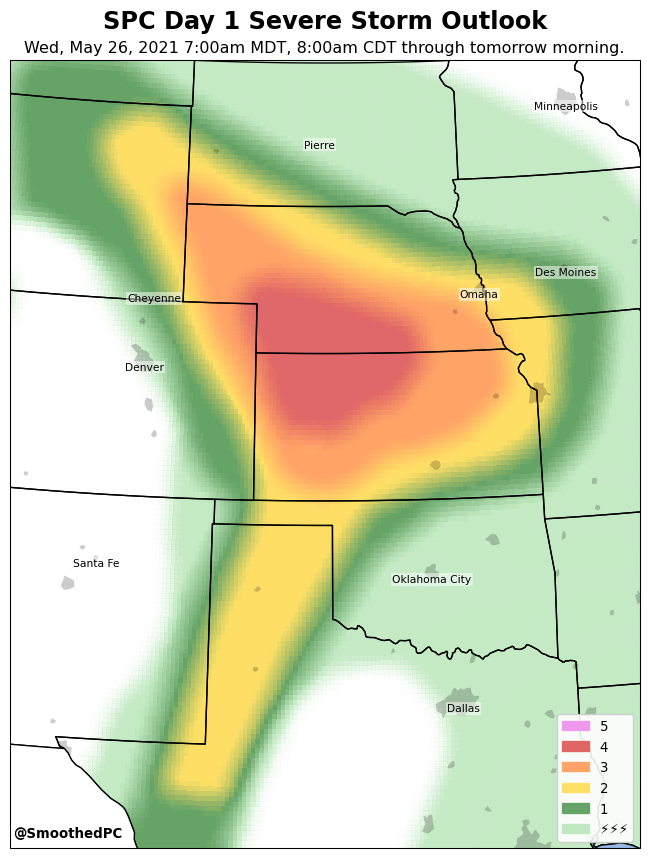 SPC Day 1 Severe Storm Outlook
Wed, May 26, 2021 7:00am MDT, 8:00am CDT through tomorrow morning.
Minneapolis
Pierre
Des Moines
Omaha
Cheyenne
Denver
Santa Fe
Oklahoma City
Dallas
5
4
3
2
1
⚡⚡⚡
@SmoothedPC